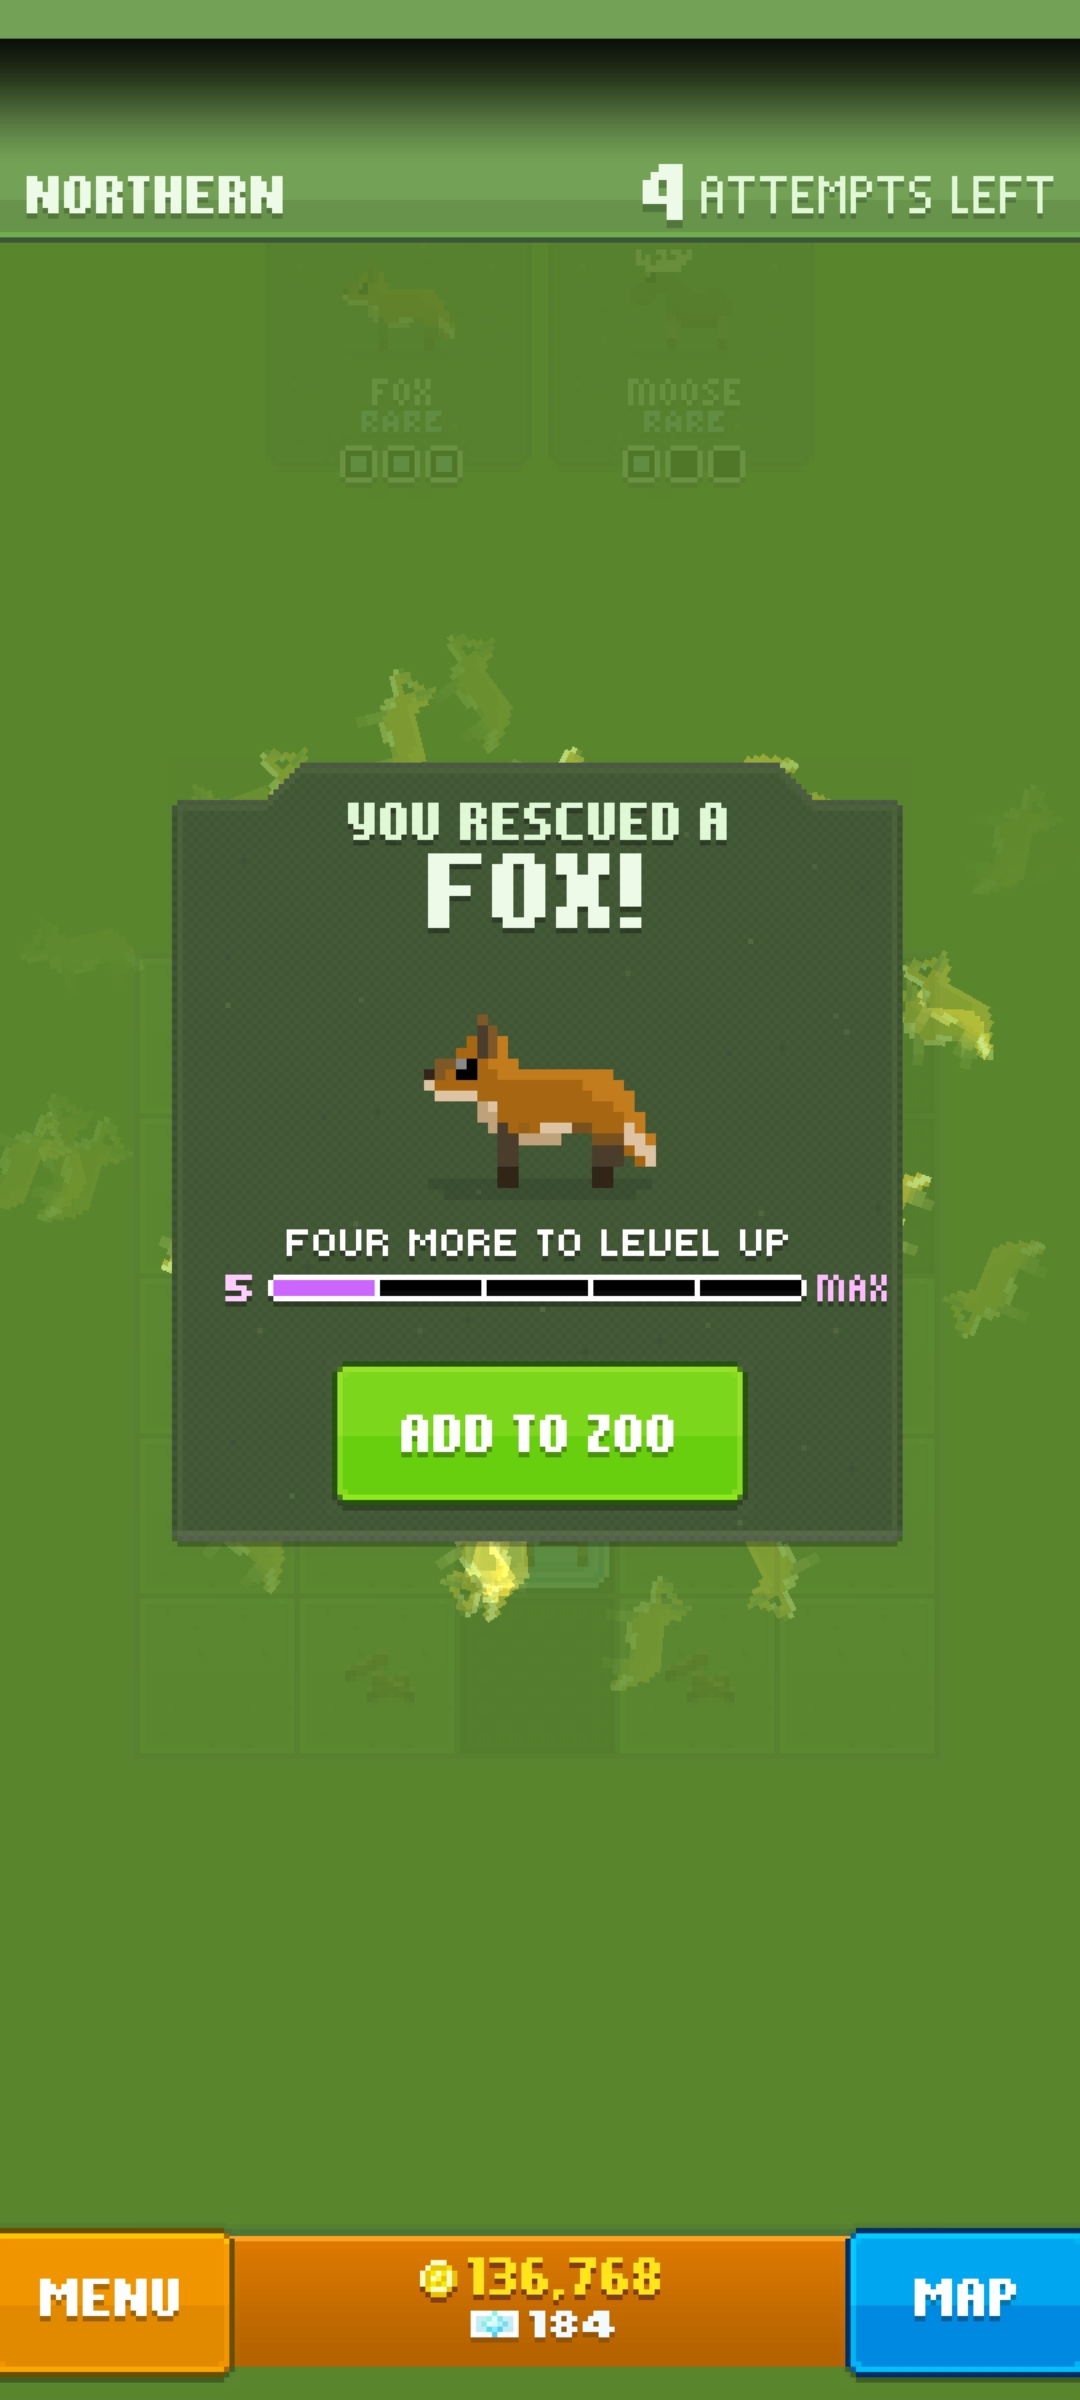 NORTHERN
4 ATTEMPTS LEFT
FOX
RARE
MOOSE
RARE
YOU RESCUED A
FOX!
FOUR MORE TO LEVEL UP
5
MAX
ADD TO ZOO
MENU
136,768
184
MAP